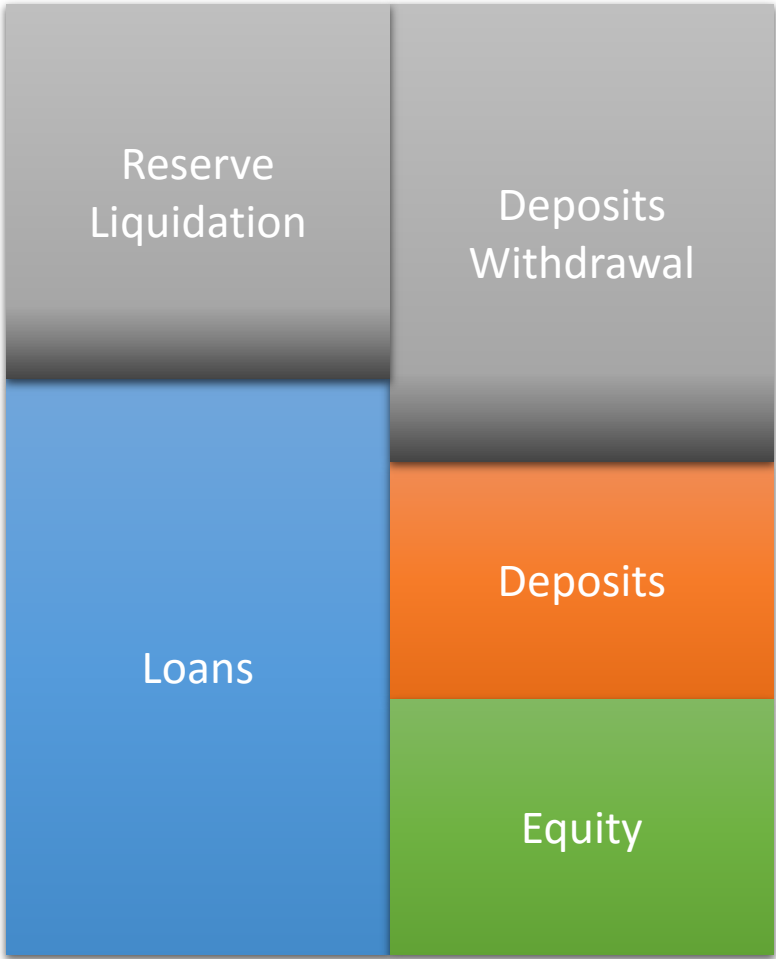 Reserve
Liquidation
Deposits
Withdrawal
Deposits
Loans
Equity